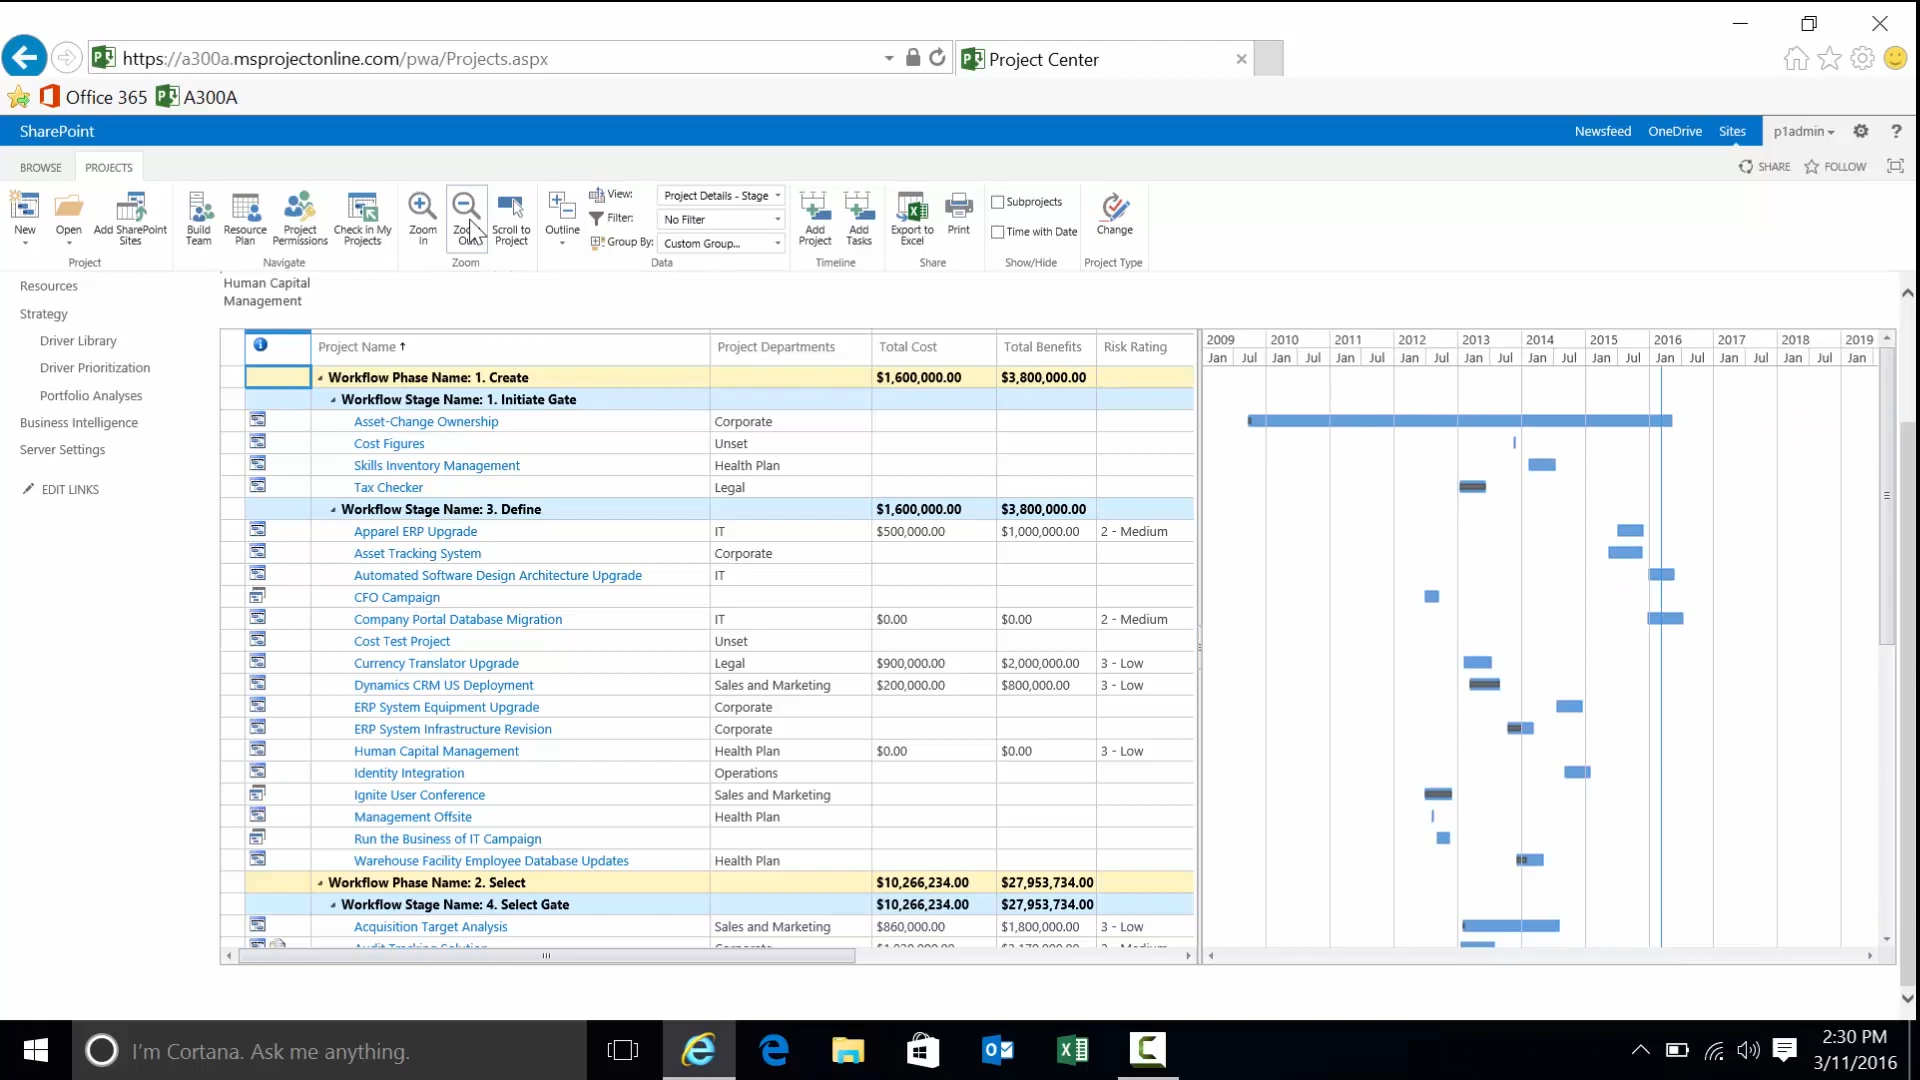 https://a300a.msprojectonline.com/pwa/Projects.aspx
Project Center
Office 365
A300A
SharePoint
Newsfeed OneDrive Sites
p1admin
?
BROWSE PROJECTS
SHARE FOLLOW
New
Open
Add SharePoint Sites
Project
Build Team
Resource Plan
Project Permissions
Check in My Projects
Navigate
Zoom In
Scroll to Project
Zoom
Outline
View: Project Details - Stage
Filter: No Filter
Group By: Custom Group...
Data
Add Project
Add Tasks
Timeline
Export to Excel
Print
Share
Subprojects
Time with Date
Show/Hide
Change
Project Type
Resources
Strategy
Driver Library
Driver Prioritization
Portfolio Analyses
Business Intelligence
Server Settings
EDIT LINKS
Human Capital
Management
Project Name Project Departments Total Cost Total Benefits Risk Rating
2009 2010 2011 2012 2013 2014 2015 2016 2017 2018 2019
Jan Jul Jan Jul Jan Jul Jan Jul Jan Jul Jan Jul Jan Jul Jan Jul Jan Jul Jan Jul Jan
Workflow Phase Name: 1. Create $1,600,000.00 $3,800,000.00
Workflow Stage Name: 1. Initiate Gate
Asset-Change Ownership Corporate
Cost Figures Unset
Skills Inventory Management Health Plan
Tax Checker Legal
Workflow Stage Name: 3. Define $1,600,000.00 $3,800,000.00
Apparel ERP Upgrade IT $500,000.00 $1,000,000.00 2 - Medium
Asset Tracking System Corporate
Automated Software Design Architecture Upgrade IT
CFO Campaign
Company Portal Database Migration IT $0.00 $0.00 2 - Medium
Cost Test Project Unset
Currency Translator Upgrade Legal $900,000.00 $2,000,000.00 3 - Low
Dynamics CRM US Deployment Sales and Marketing $200,000.00 $800,000.00 3 - Low
ERP System Equipment Upgrade Corporate
ERP System Infrastructure Revision Corporate
Human Capital Management Health Plan $0.00 $0.00 3 - Low
Identity Integration Operations
Ignite User Conference Sales and Marketing
Management Offsite Health Plan
Run the Business of IT Campaign
Warehouse Facility Employee Database Updates Health Plan
Workflow Phase Name: 2. Select $10,266,234.00 $27,953,734.00
Workflow Stage Name: 4. Select Gate $10,266,234.00 $27,953,734.00
Acquisition Target Analysis Sales and Marketing $860,000.00 $1,800,000.00 3 - Low
I'm Cortana. Ask me anything.
2:30 PM
3/11/2016